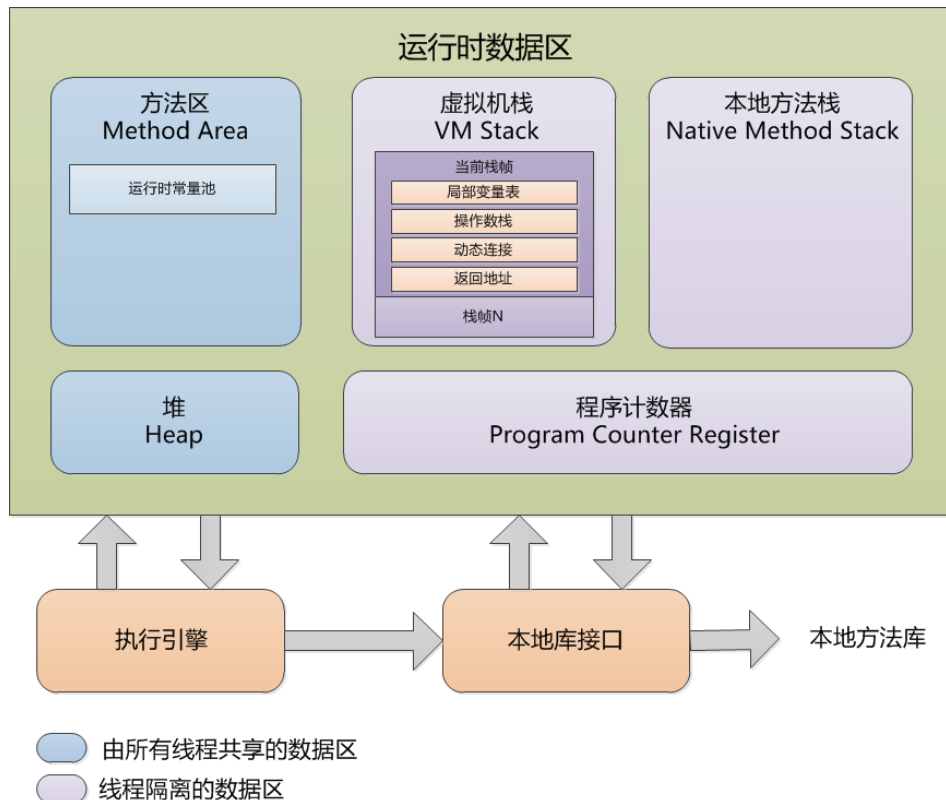 运行时数据区
方法区
Method Area
运行时常量池
虚拟机栈
VM Stack
当前栈帧
局部变量表
操作数栈
动态连接
返回地址
栈帧N
本地方法栈
Native Method Stack
堆
Heap
程序计数器
Program Counter Register
执行引擎
本地库接口
本地方法库
由所有线程共享的数据区
线程隔离的数据区